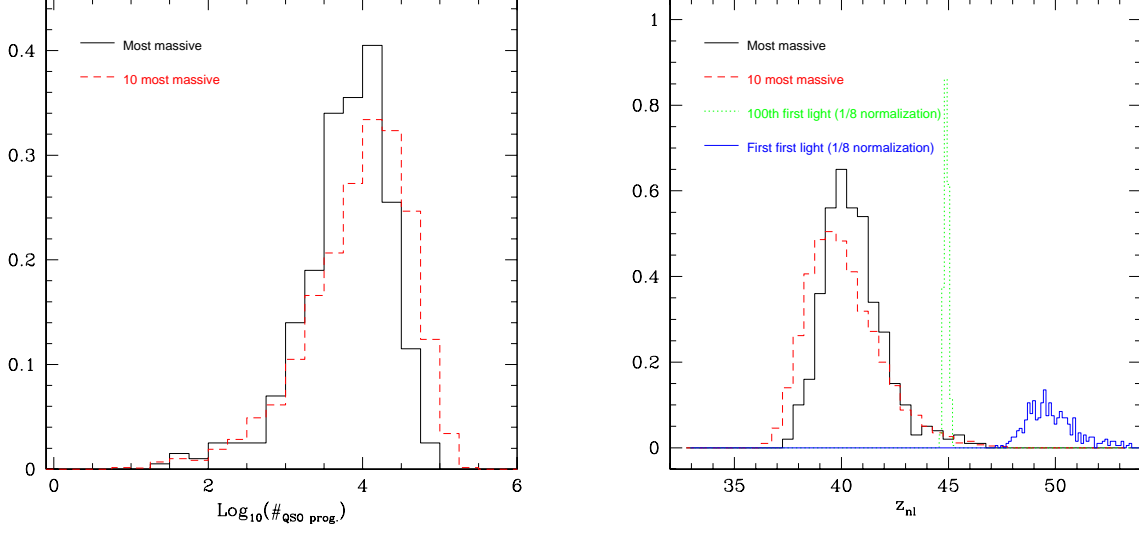 0.4
0.3
0.2
0.1
0
Most massive
10 most massive
0
2
4
6
Log10(#QSO prog.)
1
0.8
0.6
0.4
0.2
0
Most massive
10 most massive
100th first light (1/8 normalization)
First first light (1/8 normalization)
35
40
45
50
znl